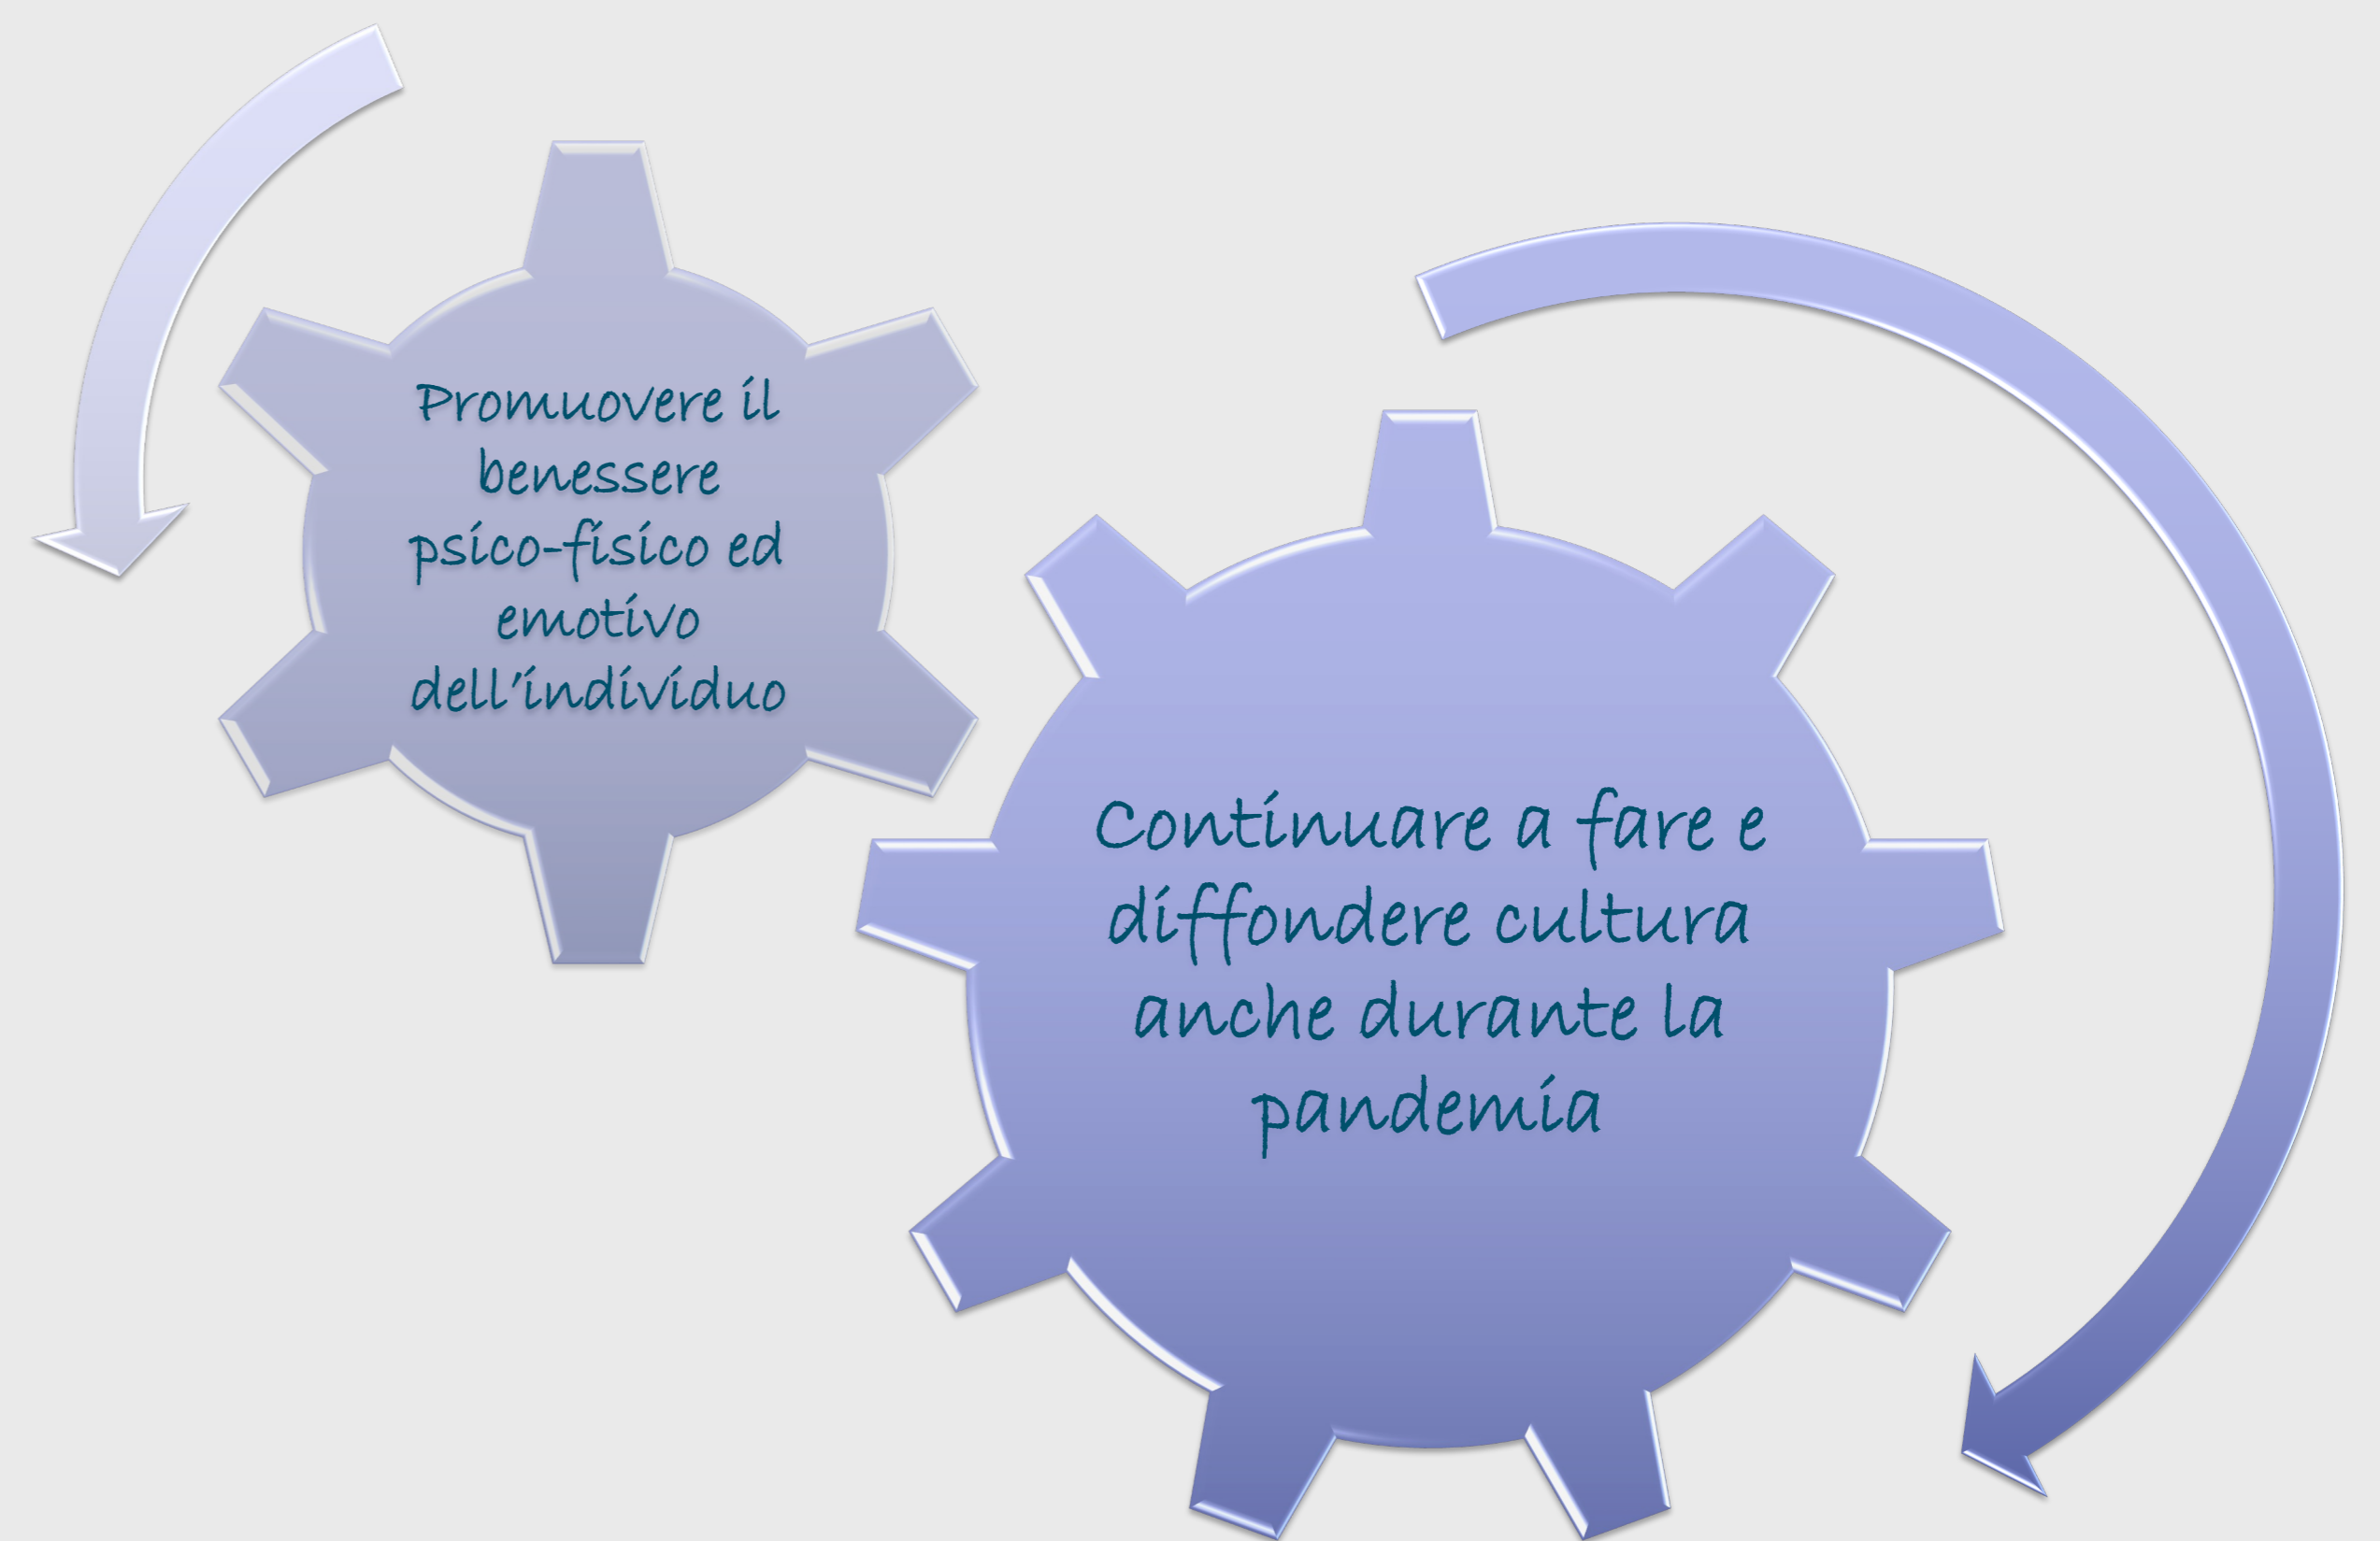 Promuovere il
benessere
psico-fisico ed
emotivo
dell'individuo
Continuare a fare e
diffondere cultura
anche durante la
pandemia